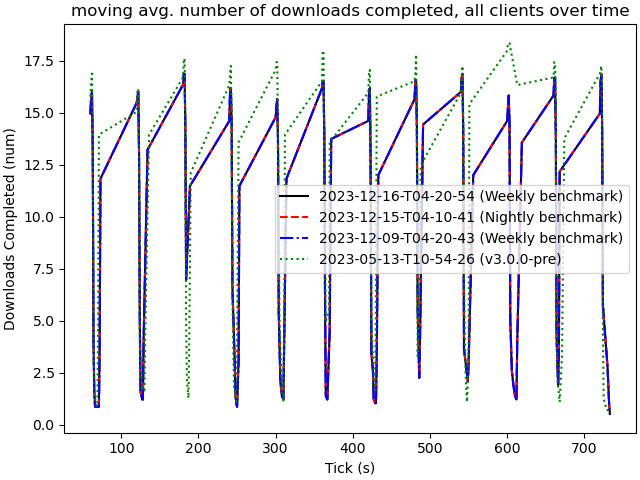 moving avg. number of downloads completed, all clients over time
Downloads Completed (num)
17.5
15.0
12.5
10.0
7.5
5.0
2.5
0.0
2023-12-16-T04-20-54 (Weekly benchmark)
2023-12-15-T04-10-41 (Nightly benchmark)
2023-12-09-T04-20-43 (Weekly benchmark)
2023-05-13-T10-54-26 (v3.0.0-pre)
100 200 300 400 500 600 700
Tick (s)